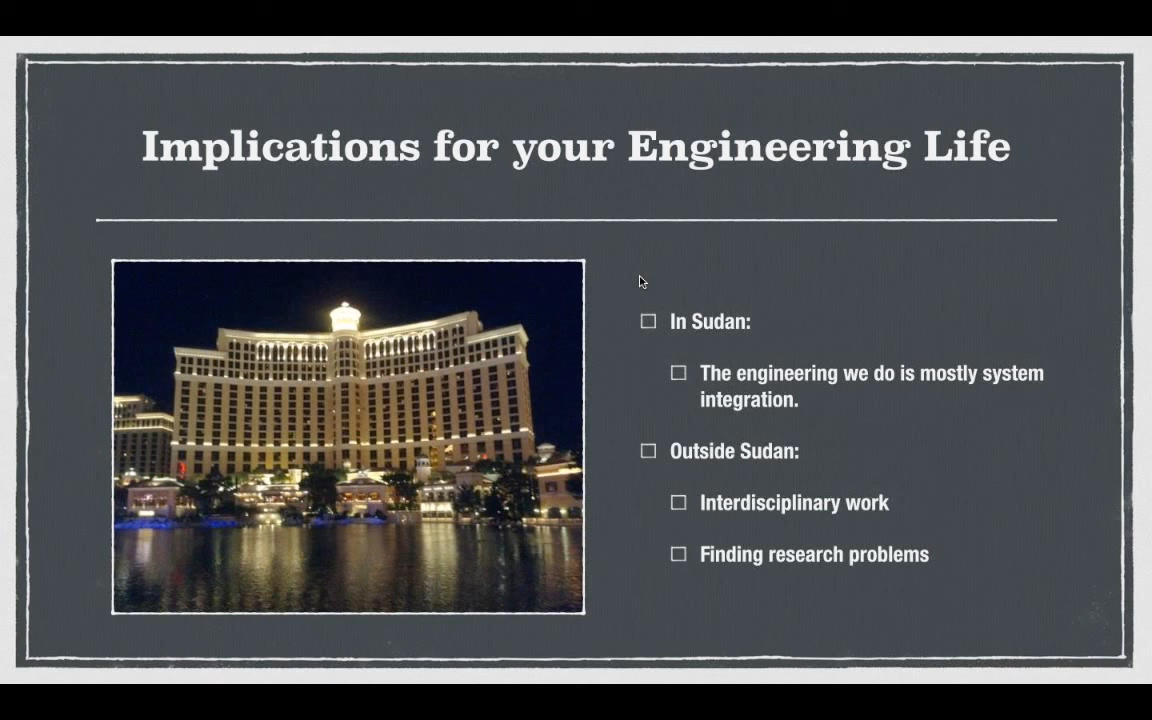 Implications for your Engineering Life
In Sudan:
The engineering we do is mostly system
integration.
Outside Sudan:
Interdisciplinary work
Finding research problems